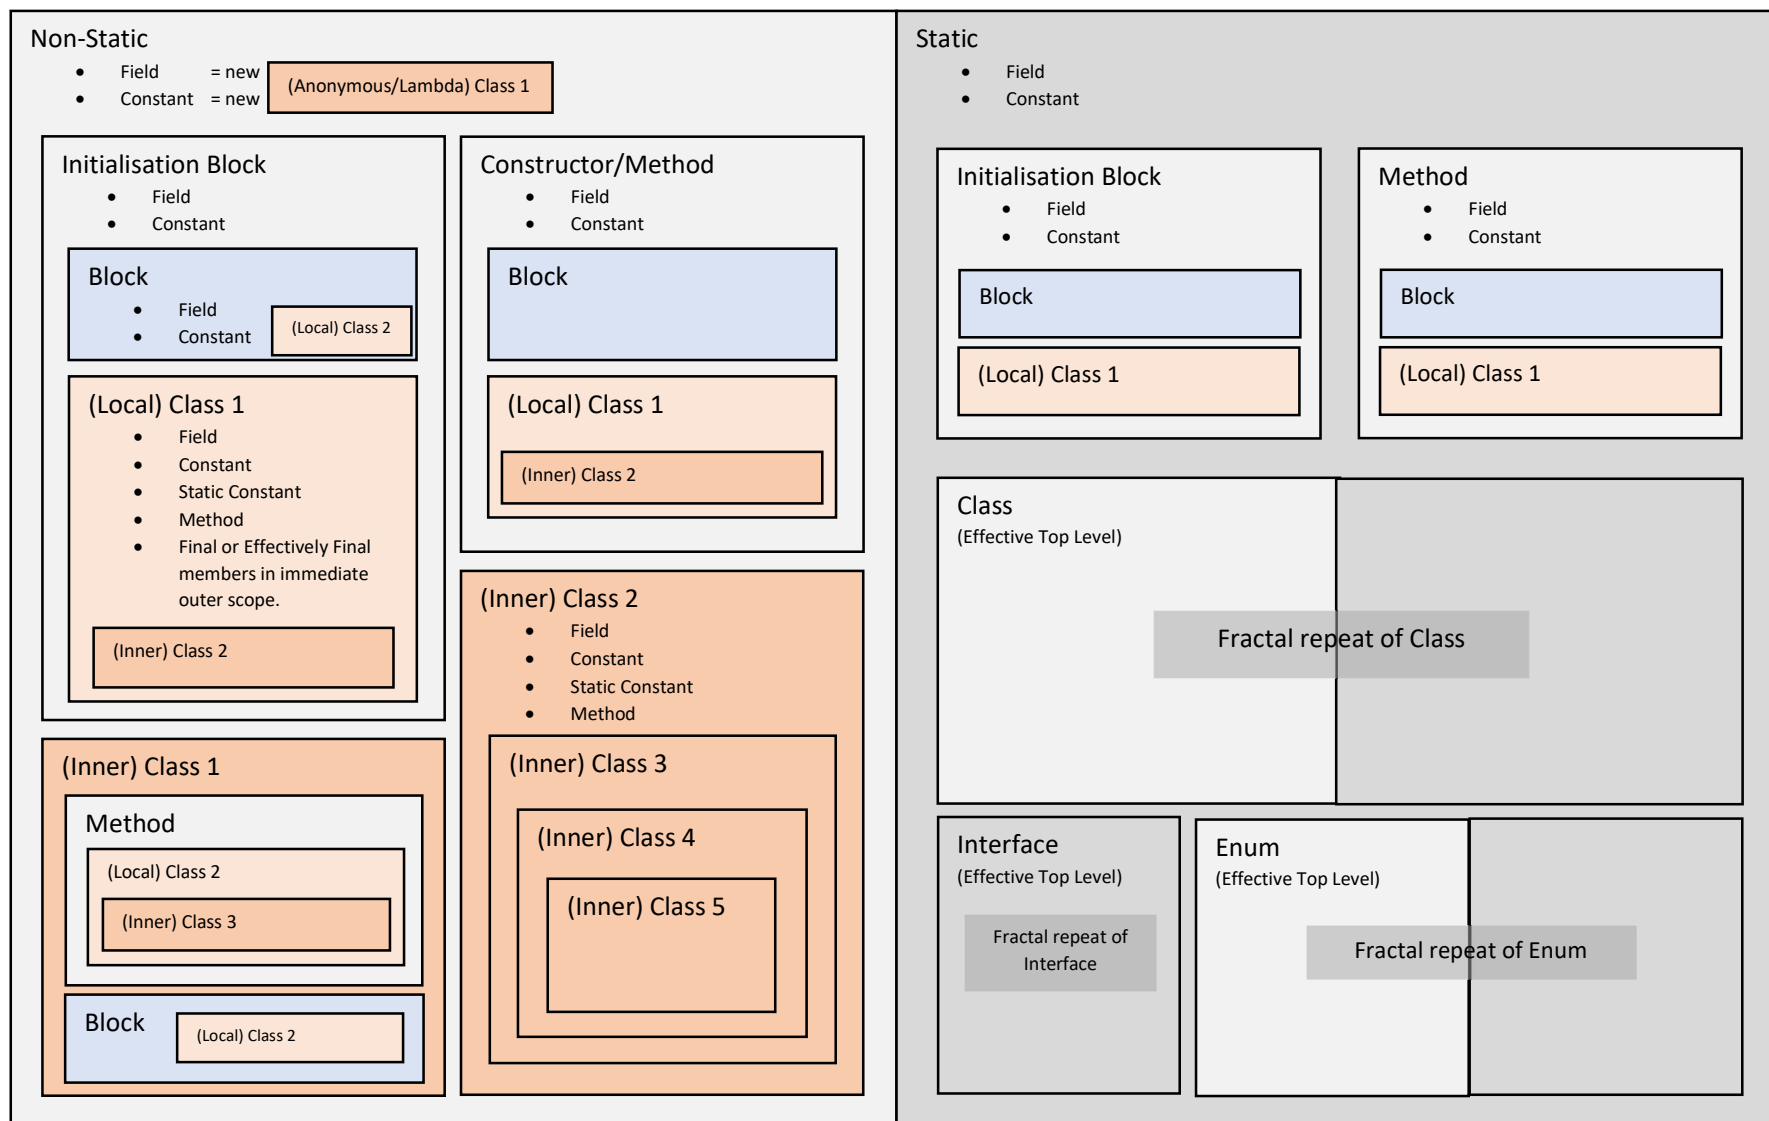 Non-Static
• Field = new
• Constant = new
(Anonymous/Lambda) Class 1
Initialisation Block
• Field
• Constant
Block
• Field
• Constant
(Local) Class 2
(Local) Class 1
• Field
• Constant
• Static Constant
• Method
• Final or Effectively Final
members in immediate
outer scope.
(Inner) Class 2
(Inner) Class 1
Method
(Local) Class 2
(Inner) Class 3
Block
(Local) Class 2
Constructor/Method
• Field
• Constant
Block
(Local) Class 1
(Inner) Class 2
(Inner) Class 2
• Field
• Constant
• Static Constant
• Method
(Inner) Class 3
(Inner) Class 4
(Inner) Class 5
Static
• Field
• Constant
Initialisation Block
• Field
• Constant
Block
(Local) Class 1
Method
• Field
• Constant
Block
(Local) Class 1
Class
(Effective Top Level)
Fractal repeat of Class
Interface
(Effective Top Level)
Fractal repeat of
Interface
Enum
(Effective Top Level)
Fractal repeat of Enum